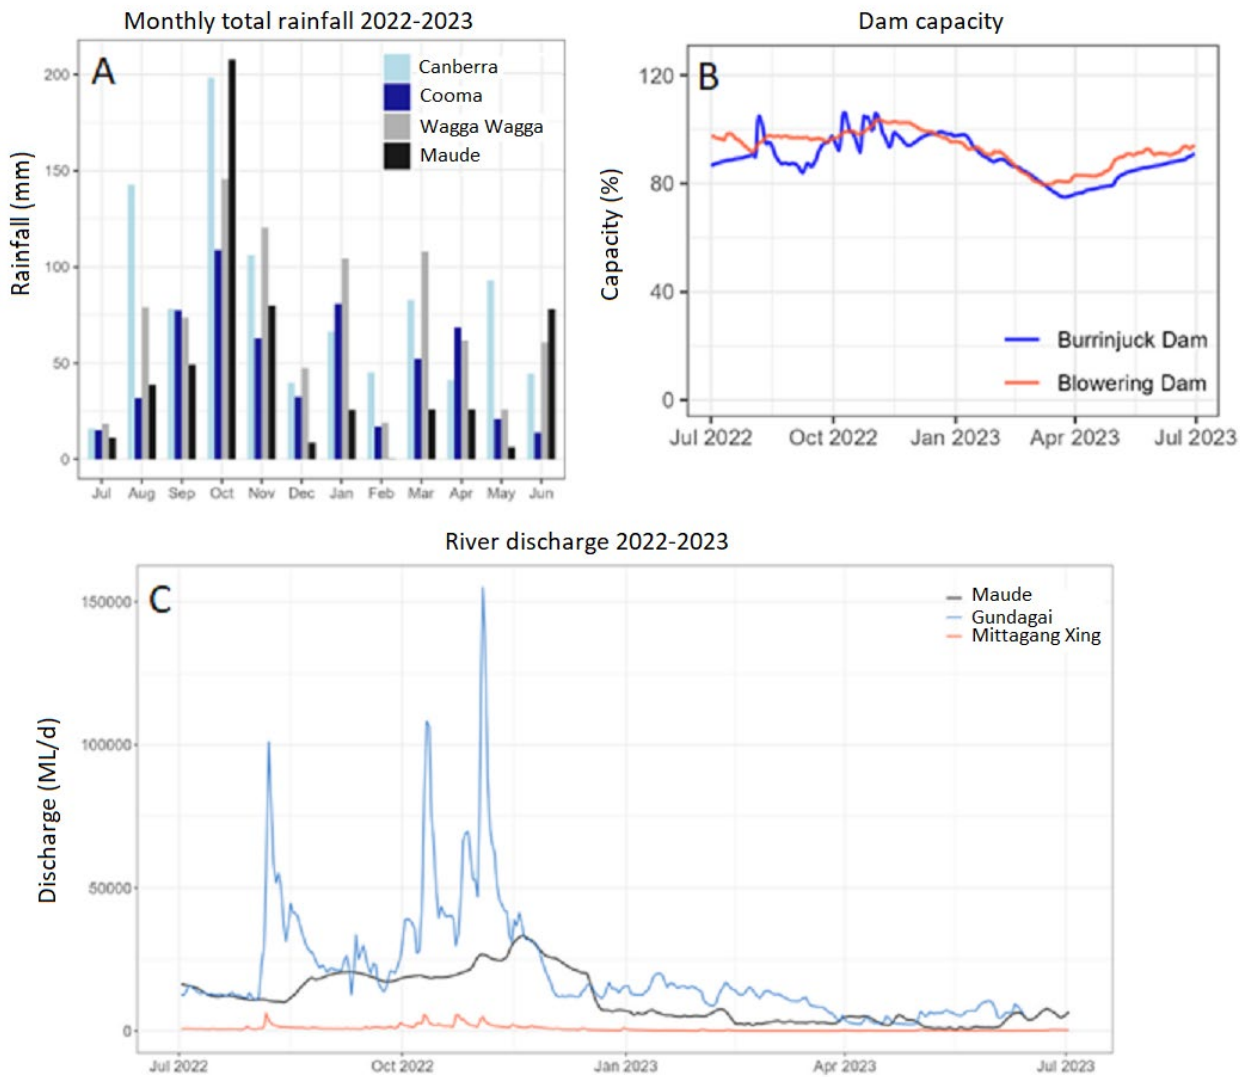 Monthly total rainfall 2022-2023
A
Canberra
Cooma
Wagga Wagga
Maude
Rainfall (mm)
200
150
100
50
0
Jul Aug Sep Oct Nov Dec Jan Feb Mar Apr May Jun
Dam capacity
B
Capacity (%)
120
80
40
0
Burrinjuck Dam
Blowering Dam
Jul 2022 Oct 2022 Jan 2023 Apr 2023 Jul 2023
River discharge 2022-2023
C
Maude
Gundagai
Mittagang Xing
Discharge (ML/d)
150000
100000
50000
0
Jul 2022 Oct 2022 Jan 2023 Apr 2023 Jul 2023